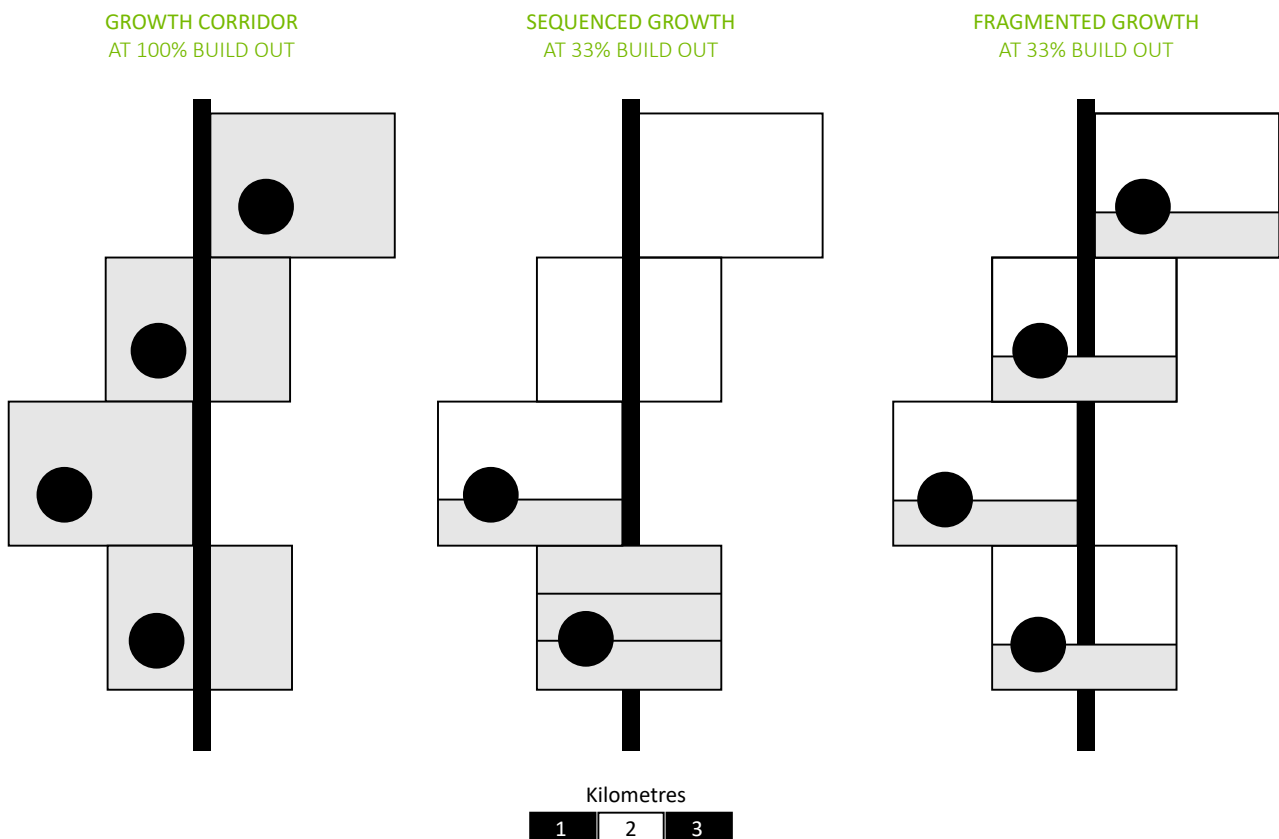 GROWTH CORRIDOR
AT 100% BUILD OUT
SEQUENCED GROWTH
AT 33% BUILD OUT
FRAGMENTED GROWTH
AT 33% BUILD OUT
Kilometres
1 2 3